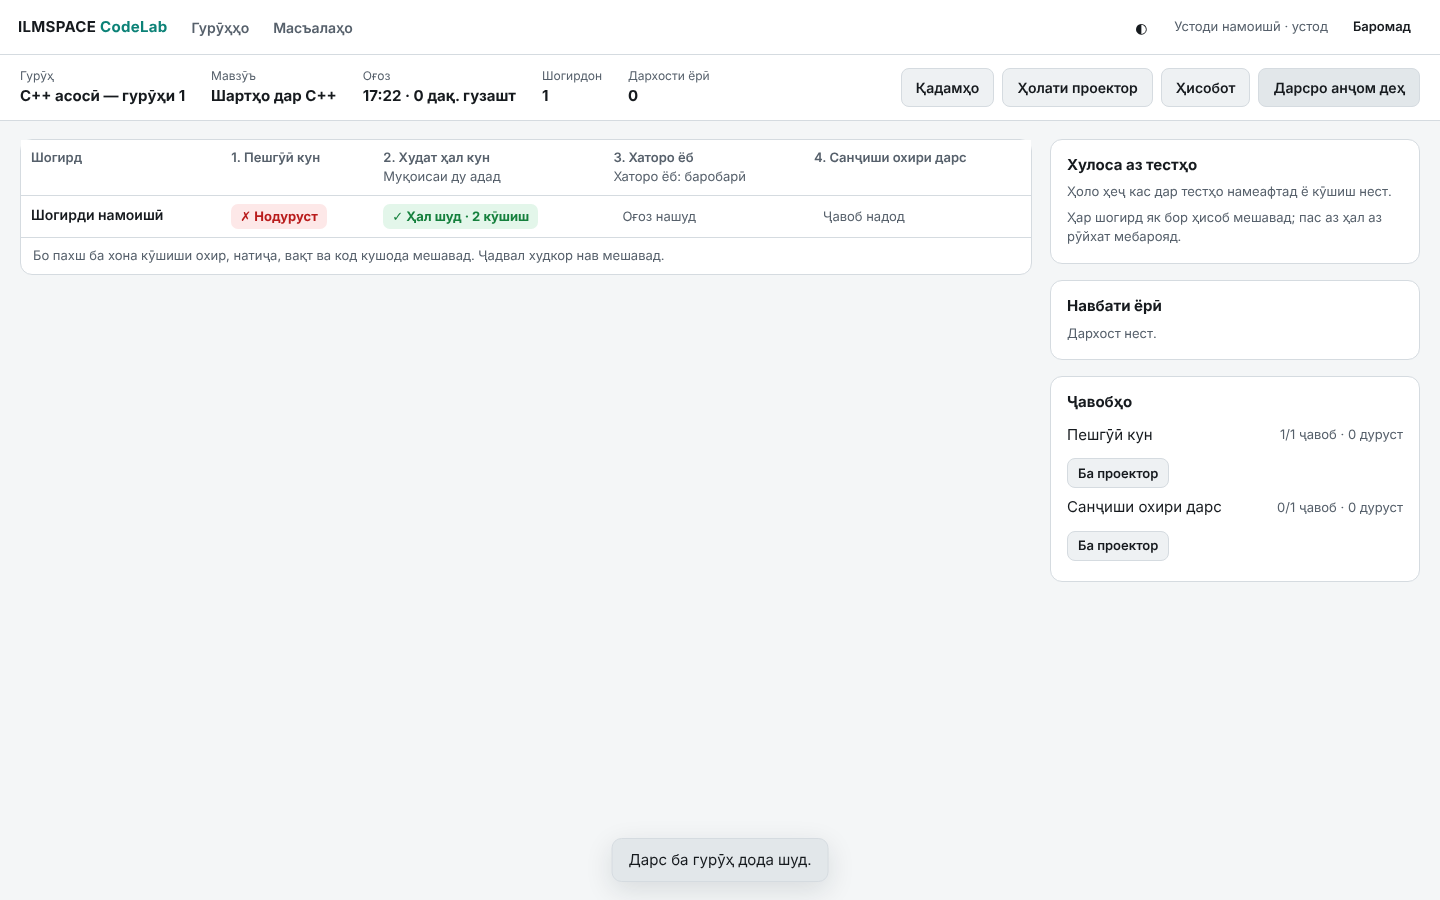 ILMSPACE CodeLab
Гурӯҳҳо
Масъалаҳо
◐
Устоди намоишӣ · устод
Баромад
Гурӯҳ
C++ асосӣ — гурӯҳи 1
Мавзӯъ
Шартҳо дар C++
Оғоз
17:22 · 0 дақ. гузашт
Шогирдон
1
Дархости ёрӣ
0
Қадамҳо
Ҳолати проектор
Ҳисобот
Дарсро анҷом деҳ
Шогирд
1. Пешгӯӣ кун
2. Худат ҳал кун
Муқоисаи ду адад
3. Хаторо ёб
Хаторо ёб: баробарӣ
4. Санҷиши охири дарс
Шогирди намоишӣ
✗ Нодуруст
✓ Ҳал шуд · 2 кӯшиш
Оғоз нашуд
Ҷавоб надод
Бо пахш ба хона кӯшиши охир, натиҷа, вақт ва код кушода мешавад. Ҷадвал худкор нав мешавад.
Хулоса аз тестҳо
Ҳоло ҳеҷ кас дар тестҳо намеафтад ё кӯшиш нест.
Ҳар шогирд як бор ҳисоб мешавад; пас аз ҳал аз
рӯйхат мебарояд.
Навбати ёрӣ
Дархост нест.
Ҷавобҳо
Пешгӯӣ кун
1/1 ҷавоб · 0 дуруст
Ба проектор
Санҷиши охири дарс
0/1 ҷавоб · 0 дуруст
Ба проектор
Дарс ба гурӯҳ дода шуд.